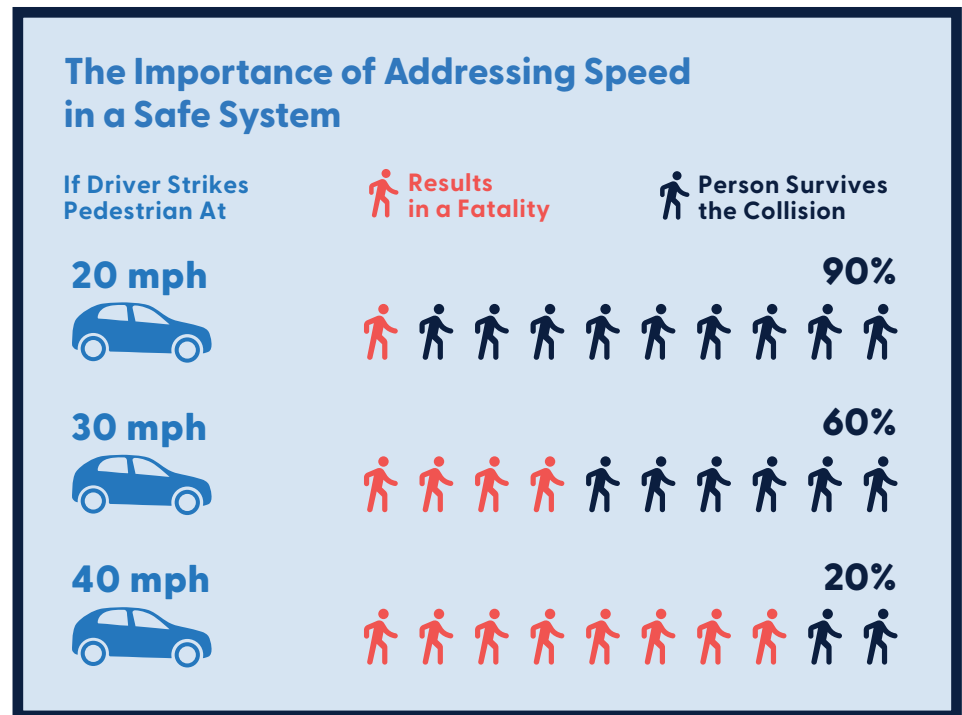 The Importance of Addressing Speed
in a Safe System
If Driver Strikes
Pedestrian At
Results
in a Fatality
Person Survives
the Collision
20 mph
90%
30 mph
60%
40 mph
20%